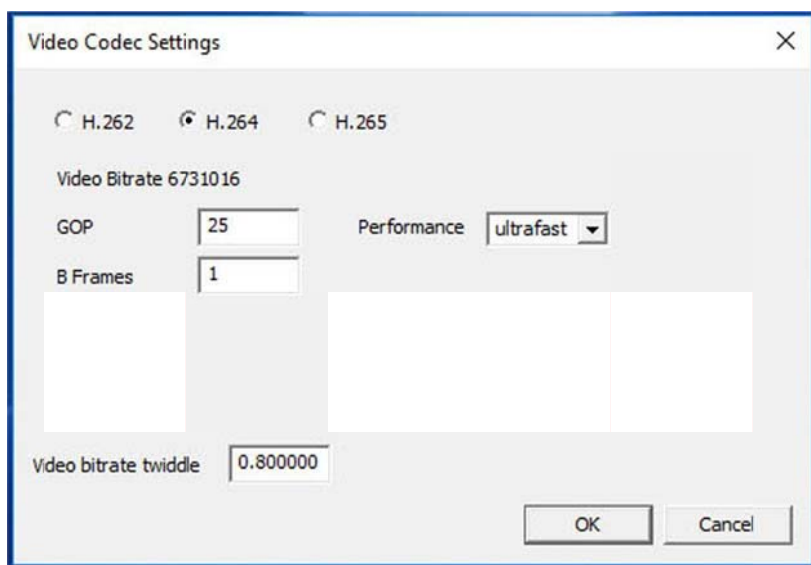 Video Codec Settings
H.262 H.264 H.265
Video Bitrate 6731016
GOP 25 Performance ultrafast
B Frames 1
Video bitrate twiddle 0.800000
OK Cancel